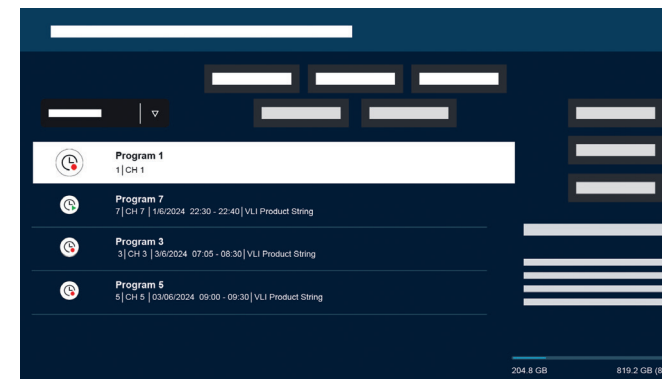 Program 1
1| CH 1
Program 7
7| CH 7 | 1/6/2024 22:30 - 22:40| VLI Product String
Program 3
3| CH 3 | 3/6/2024 07:05 - 08:30| VLI Product String
Program 5
5| CH 5 | 03/06/2024 09:00 - 09:30| VLI Product String
204.8 GB 819.2 GB (8